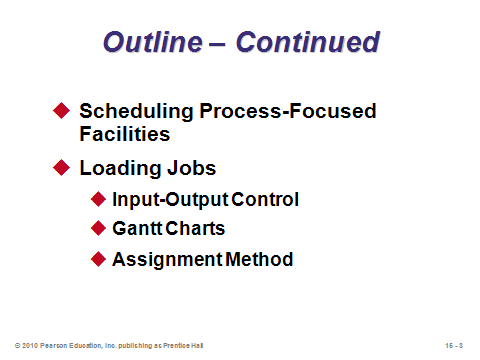 Outline – Continued
Scheduling Process-Focused
Facilities
Loading Jobs
Input-Output Control
Gantt Charts
Assignment Method
© 2010 Pearson Education, Inc. publishing as Prentice Hall
15 - 3